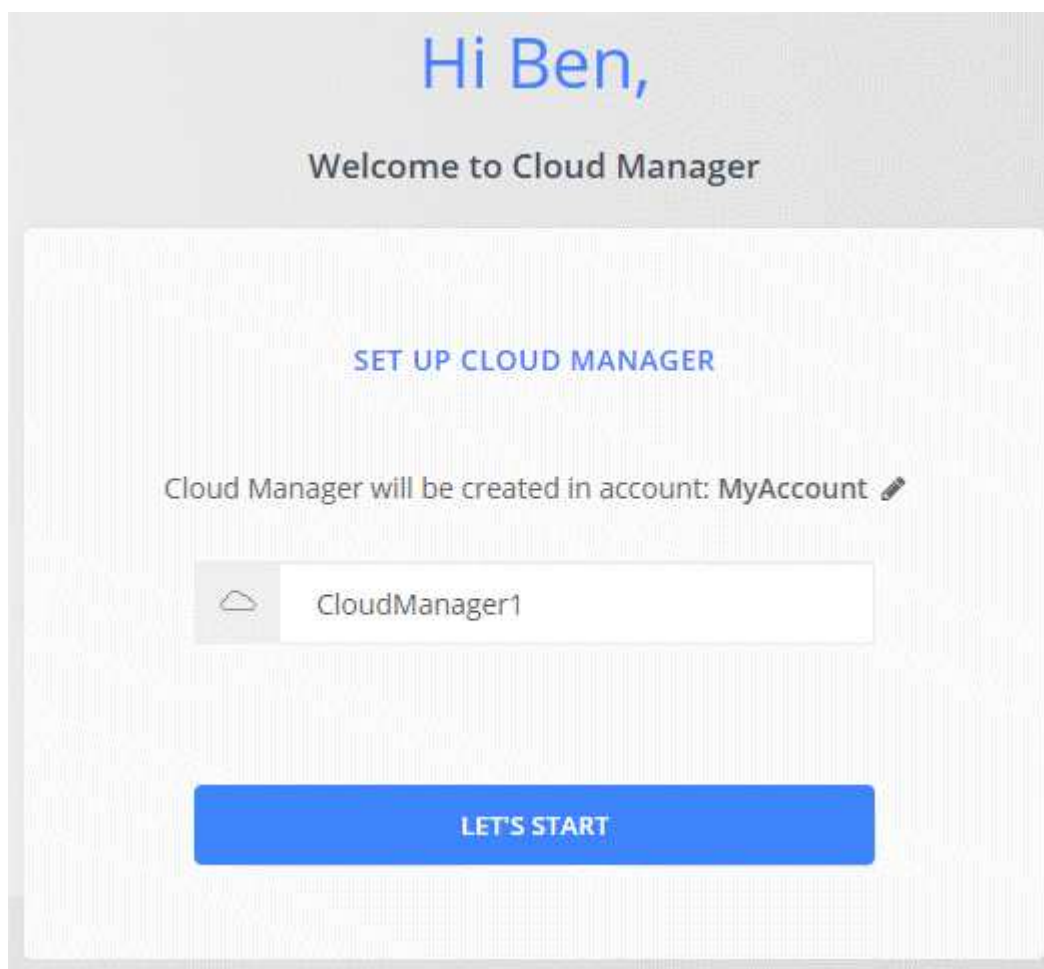 Hi Ben,
Welcome to Cloud Manager
SET UP CLOUD MANAGER
Cloud Manager will be created in account: MyAccount
CloudManager1
LET'S START